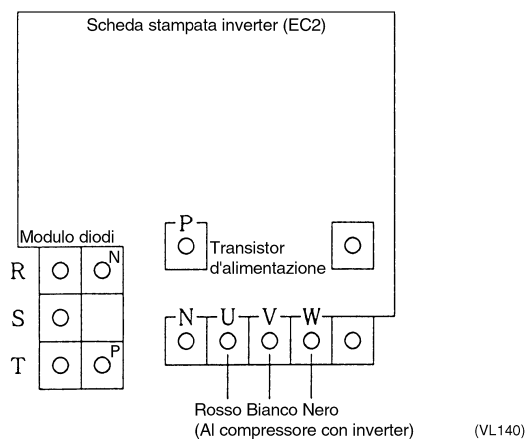 Scheda stampata inverter (EC2)
P
Modulo diodi
Transistor
d'alimentazione
R
N
S
N U V W
T
P
Rosso Bianco Nero
(Al compressore con inverter)
(VL140)